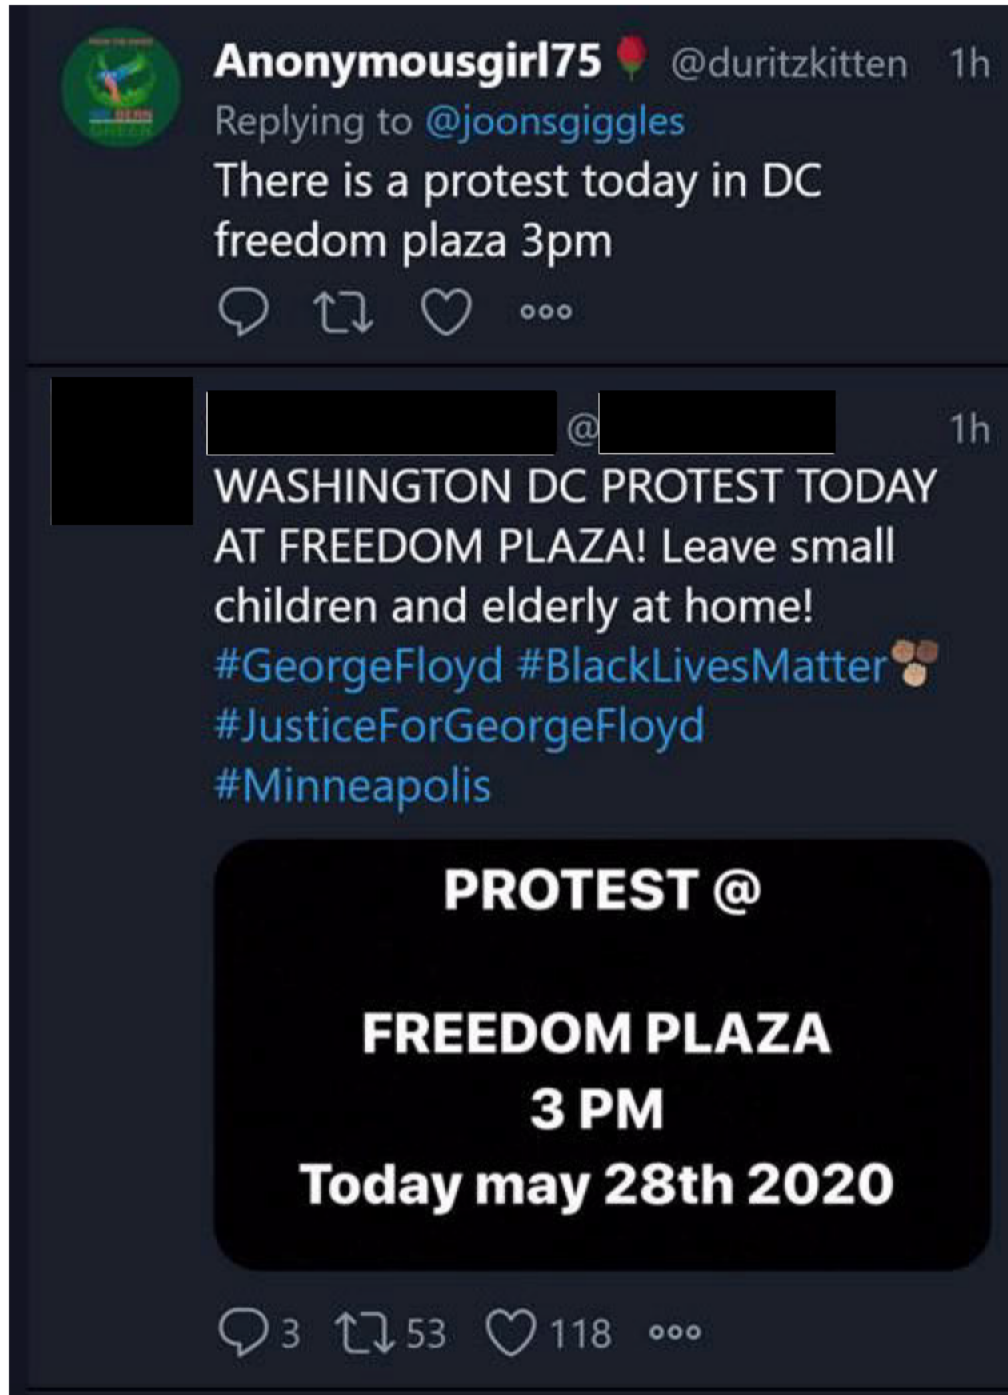 Anonymousgirl75🌹 @duritzkitten 1h
Replying to @joonsgiggles
There is a protest today in DC
freedom plaza 3pm
@ 1h
WASHINGTON DC PROTEST TODAY
AT FREEDOM PLAZA! Leave small
children and elderly at home!
#GeorgeFloyd #BlackLivesMatter
#JusticeForGeorgeFloyd
#Minneapolis
PROTEST @
FREEDOM PLAZA
3 PM
Today may 28th 2020
3 53 118